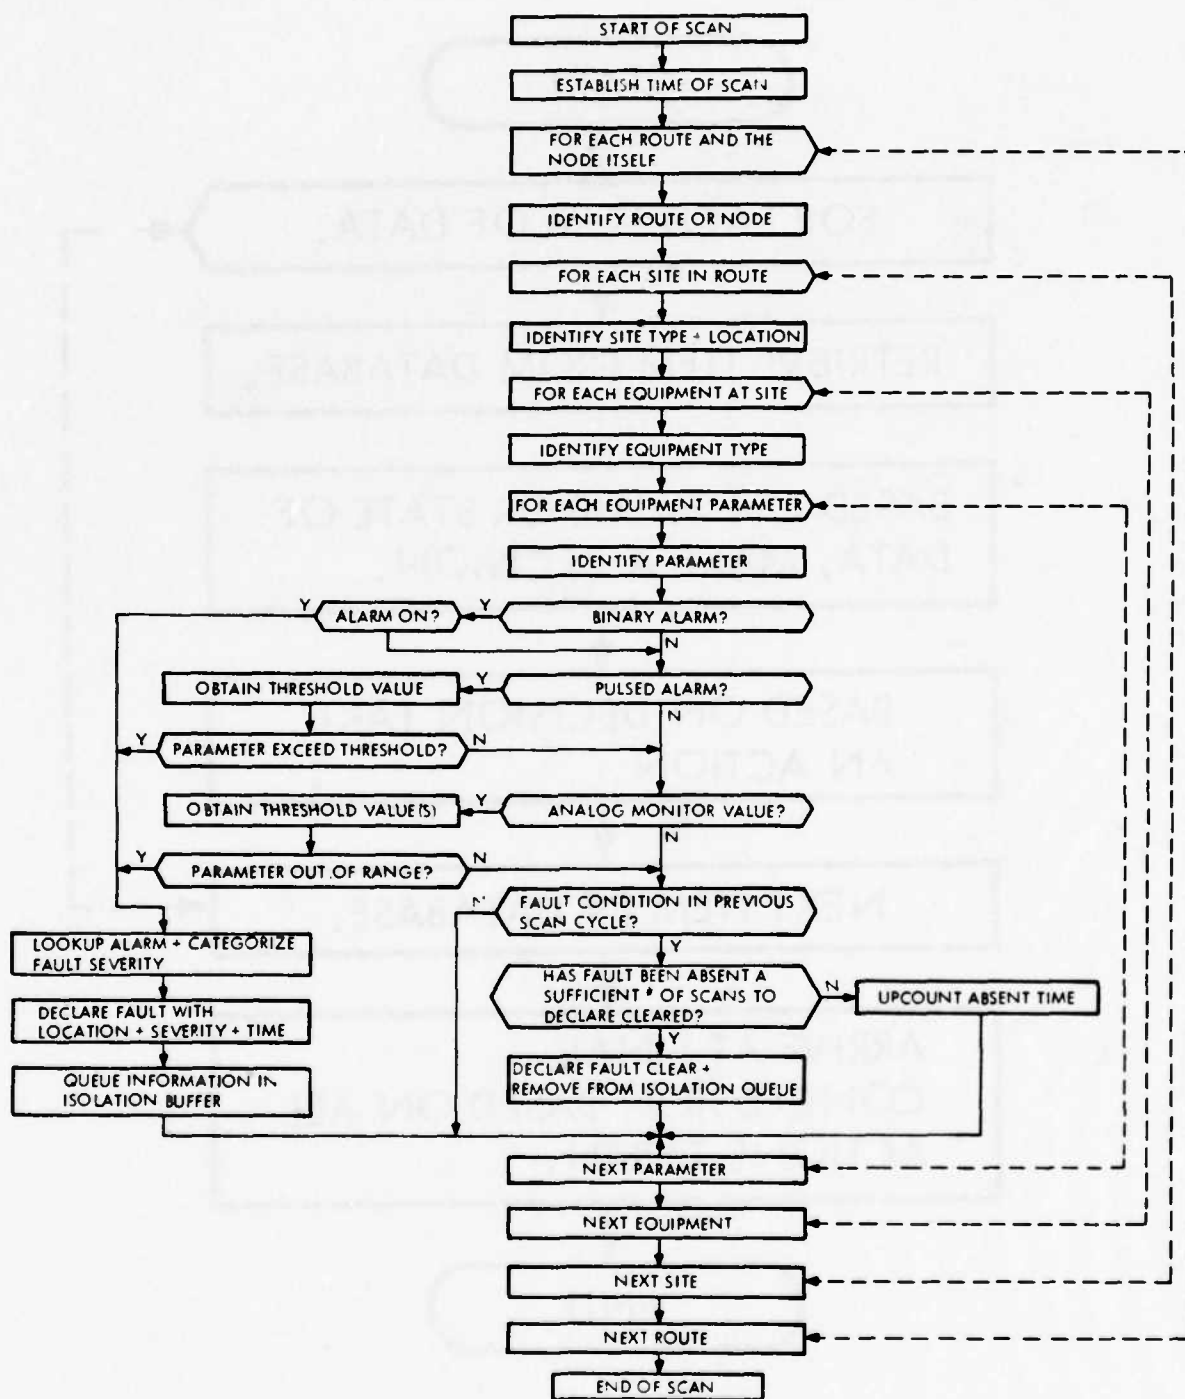 START OF SCAN
ESTABLISH TIME OF SCAN
FOR EACH ROUTE AND THE
NODE ITSELF
IDENTIFY ROUTE OR NODE
FOR EACH SITE IN ROUTE
IDENTIFY SITE TYPE + LOCATION
FOR EACH EQUIPMENT AT SITE
IDENTIFY EQUIPMENT TYPE
FOR EACH EQUIPMENT PARAMETER
IDENTIFY PARAMETER
Y ALARM ON? Y BINARY ALARM?
N
OBTAIN THRESHOLD VALUE Y PULSED ALARM?
N
Y PARAMETER EXCEED THRESHOLD? N
OBTAIN THRESHOLD VALUE(S) Y ANALOG MONITOR VALUE?
N
Y PARAMETER OUT OF RANGE? N
N FAULT CONDITION IN PREVIOUS
SCAN CYCLE?
Y
LOOKUP ALARM + CATEGORIZE
FAULT SEVERITY
HAS FAULT BEEN ABSENT A
SUFFICIENT # OF SCANS TO
DECLARE CLEARED?
N UPCOUNT ABSENT TIME
Y
DECLARE FAULT WITH
LOCATION + SEVERITY + TIME
DECLARE FAULT CLEAR +
REMOVE FROM ISOLATION QUEUE
QUEUE INFORMATION IN
ISOLATION BUFFER
NEXT PARAMETER
NEXT EQUIPMENT
NEXT SITE
NEXT ROUTE
END OF SCAN